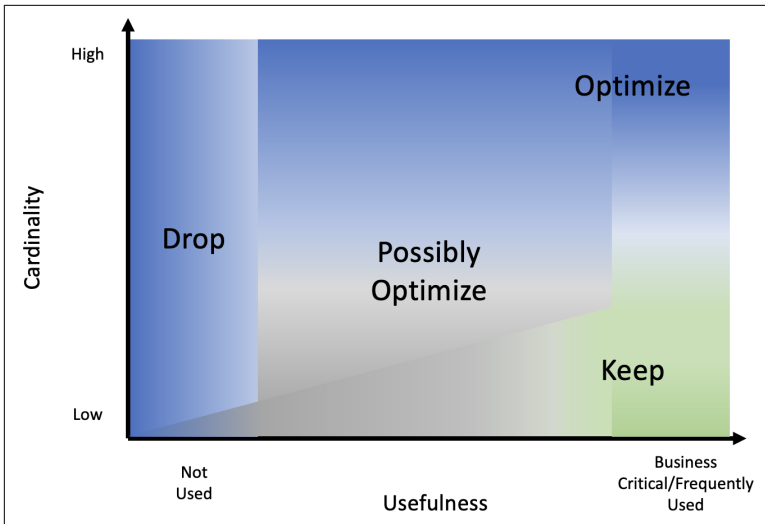 High
Optimize
Cardinality
Drop
Possibly
Optimize
Keep
Low
Not
Used
Business
Critical/Frequently
Used
Usefulness